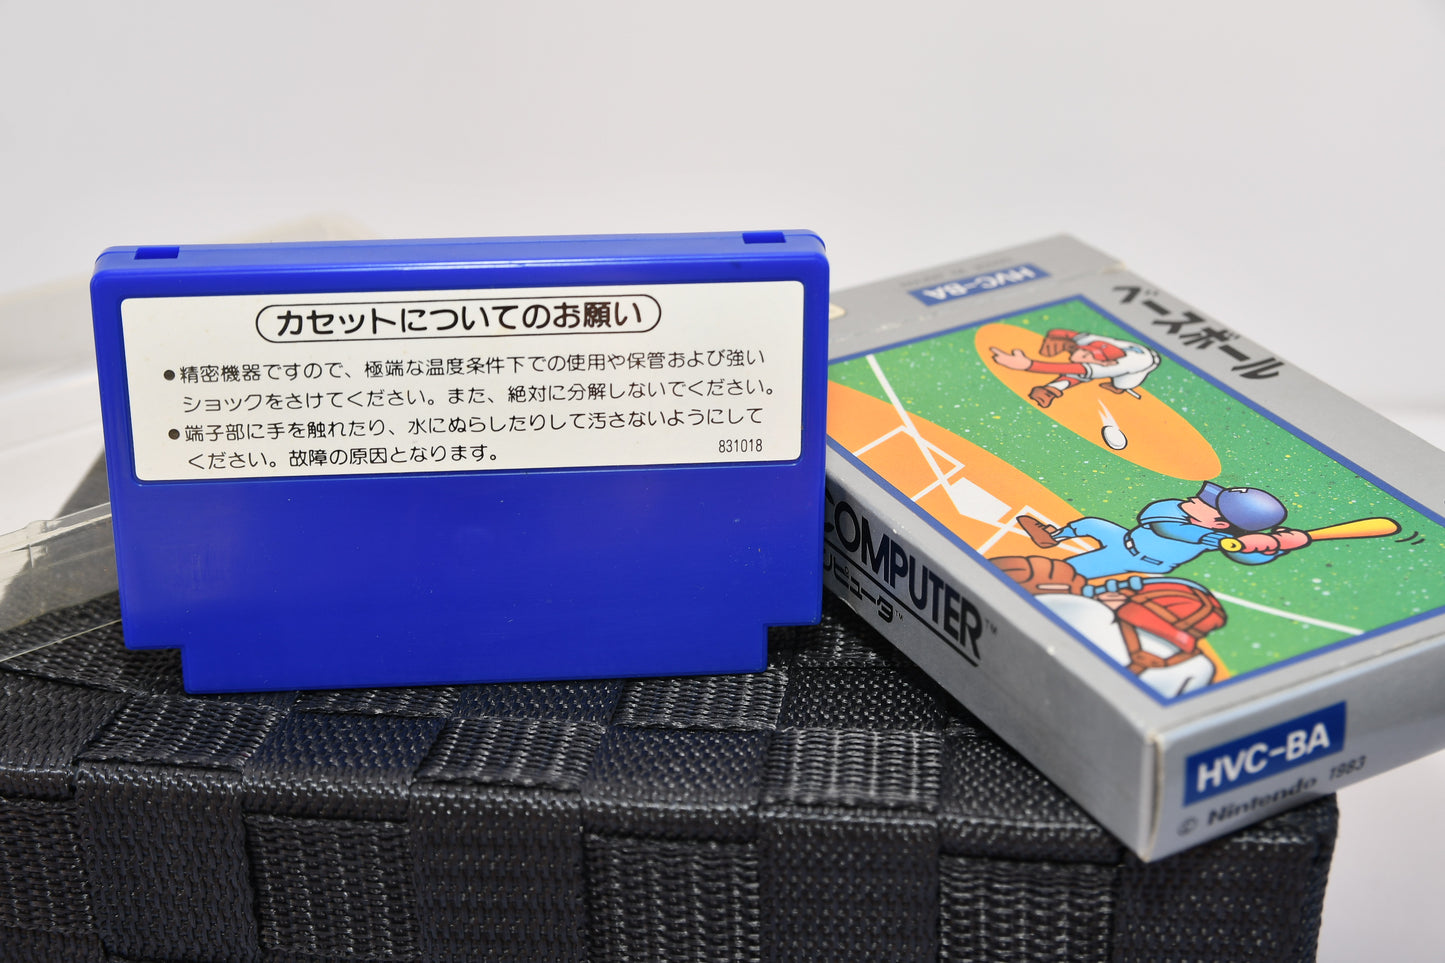 カセットについてのお願い
●精密機器ですので、極端な温度条件下での使用や保管および強い
ショックをさけてください。また、絶対に分解しないでください。
●端子部に手を触れたり、水にぬらしたりして汚さないようにして
ください。故障の原因となります。
831018
HVC-BA
ベースボール
COMPUTER™
ピュータ™
HVC-BA
© Nintendo 1983